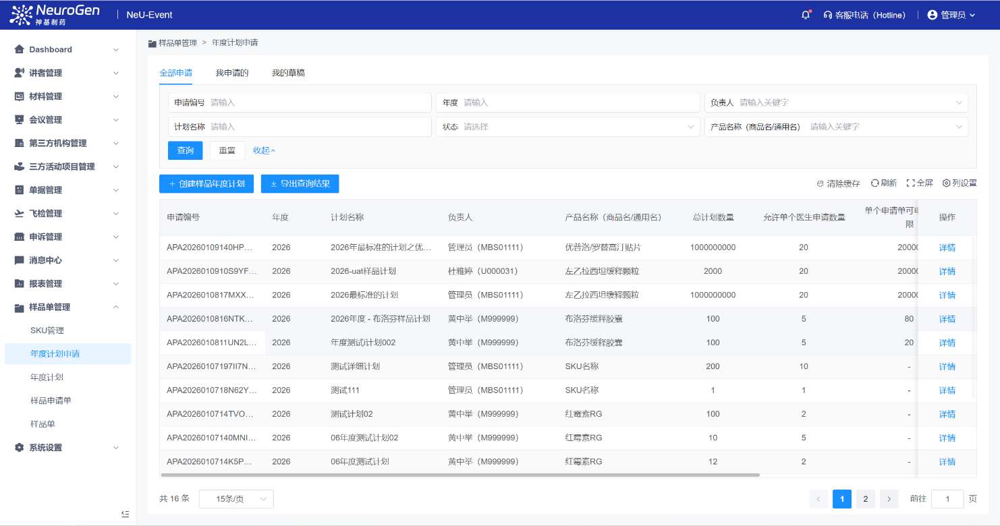 NeuroGen
神基制药
NeU-Event
客服电话（Hotline）
管理员
Dashboard
讲者管理
材料管理
会议管理
第三方机构管理
三方活动项目管理
单据管理
飞检管理
申诉管理
消息中心
报表管理
样品单管理
SKU管理
年度计划申请
年度计划
样品申请单
样品单
系统设置
样品单管理 > 年度计划申请
全部申请 我申请的 我的草稿
申请编号 请输入 年度 请输入 负责人 请输入关键字
计划名称 请输入 状态 请选择 产品名称（商品名/通用名） 请输入关键字
查询 重置 收起
+ 创建样品年度计划 导出查询结果 清除缓存 刷新 全屏 列设置
申请编号 年度 计划名称 负责人 产品名称（商品名/通用名） 总计划数量 允许单个医生申请数量 单个申请单可 限 操作
APA20260109140HP... 2026 2026年最标准的计划之优... 管理员（MBS01111） 优普洛/罗替高汀贴片 1000000000 20 20000 详情
APA2026010910S9YF... 2026 2026-uat样品计划 杜雅婷（U000031） 左乙拉西坦缓释颗粒 2000 20 20000 详情
APA2026010817MXX... 2026 2026最标准的计划 管理员（MBS01111） 左乙拉西坦缓释颗粒 1000000000 20 20000 详情
APA2026010816NTK... 2026 2026年度 - 布洛芬样品计划 黄中举（M999999） 布洛芬缓释胶囊 100 5 80 详情
APA2026010811UN2L... 2026 年度测试i计划002 黄中举（M999999） 布洛芬缓释胶囊 100 5 20 详情
APA20260107197II7N... 2026 测试详细计划 管理员（MBS01111） SKU名称 200 10 - 详情
APA2026010718N62Y... 2026 测试111 管理员（MBS01111） SKU名称 1 1 - 详情
APA2026010714TVO... 2026 测试计划02 黄中举（M999999） 红霉素RG 100 2 - 详情
APA20260107140MNI... 2026 06年度测试计划02 黄中举（M999999） 红霉素RG 10 5 - 详情
APA2026010714K5P... 2026 06年度测试计划 黄中举（M999999） 红霉素RG 12 2 - 详情
共 16 条 15条/页 1 2 前往 1 页